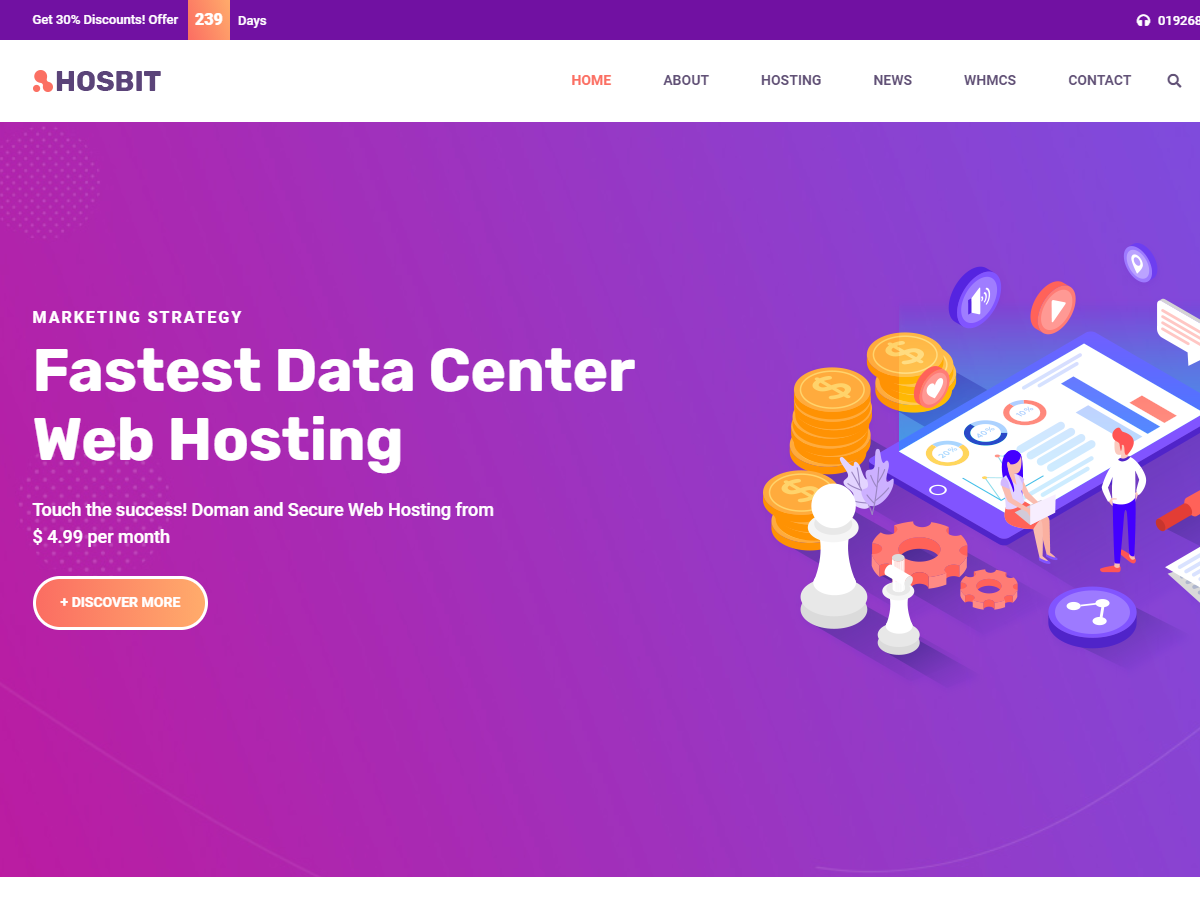 Get 30% Discounts! Offer 239 Days
019268
HOSBIT
HOME ABOUT HOSTING NEWS WHMCS CONTACT
MARKETING STRATEGY
Fastest Data Center
Web Hosting
Touch the success! Doman and Secure Web Hosting from
$ 4.99 per month
+ DISCOVER MORE
10%
40%
20%